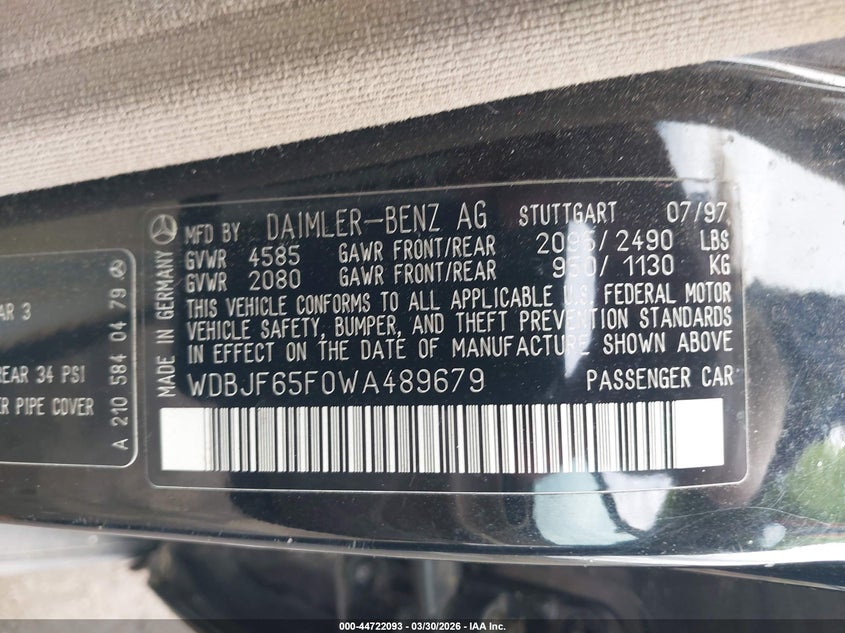 MFD BY DAIMLER-BENZ AG STUTTGART 07/97
GVWR 4585 GAWR FRONT/REAR 2095/2490 LBS
GVWR 2080 GAWR FRONT/REAR 950/1130 KG
THIS VEHICLE CONFORMS TO ALL APPLICABLE U.S. FEDERAL MOTOR
VEHICLE SAFETY, BUMPER, AND THEFT PREVENTION STANDARDS
IN EFFECT ON THE DATE OF MANUFACTURE SHOWN ABOVE
WDBJF65F0WA489679 PASSENGER CAR
MADE IN GERMANY
AR 3
REAR 34 PSI
ER PIPE COVER
A 210 584 04 79
000-44722093 - 03/30/2026 - IAA Inc.